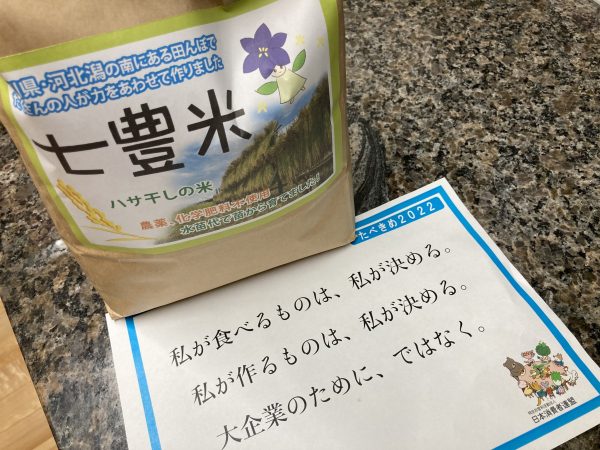 川県・河北潟の南にある田んぼで
さんの人が力をあわせて作りました
七豊米
ハサ干しの米
農薬、化学肥料不使用
水苗代で苗から育てました!
たべきめ2022
私が食べるものは、私が決める。
私が作るものは、私が決める。
大企業のために、ではなく。
日本消費者連盟